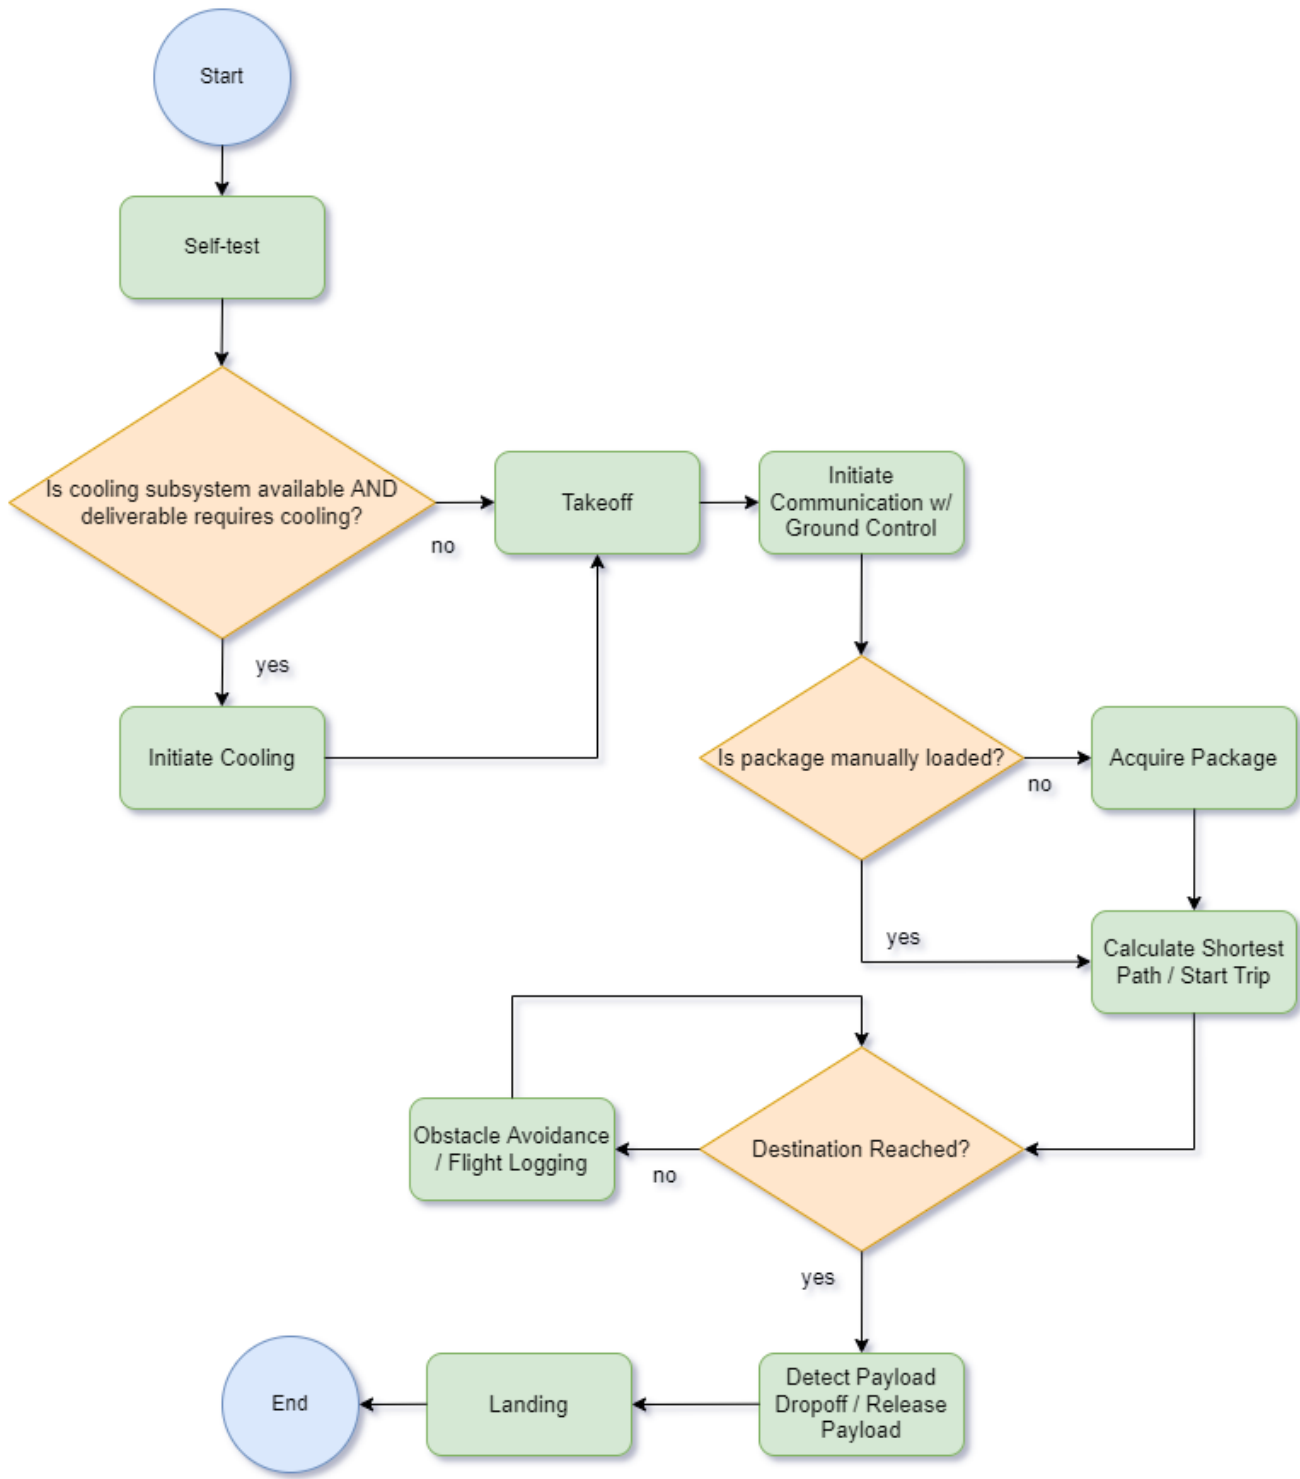 Start
Self-test
Is cooling subsystem available AND
deliverable requires cooling?
no
yes
Initiate Cooling
Takeoff
Initiate
Communication w/
Ground Control
Is package manually loaded?
no
yes
Acquire Package
Calculate Shortest
Path / Start Trip
Destination Reached?
no
Obstacle Avoidance
/ Flight Logging
yes
Detect Payload
Dropoff / Release
Payload
Landing
End